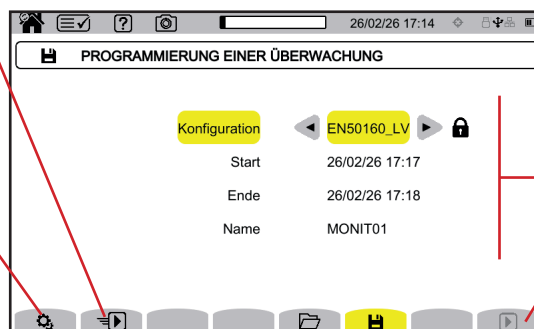 26/02/26 17:14
PROGRAMMIERUNG EINER ÜBERWACHUNG
Konfiguration EN50160_LV
Start 26/02/26 17:17
Ende 26/02/26 17:18
Name MONIT01